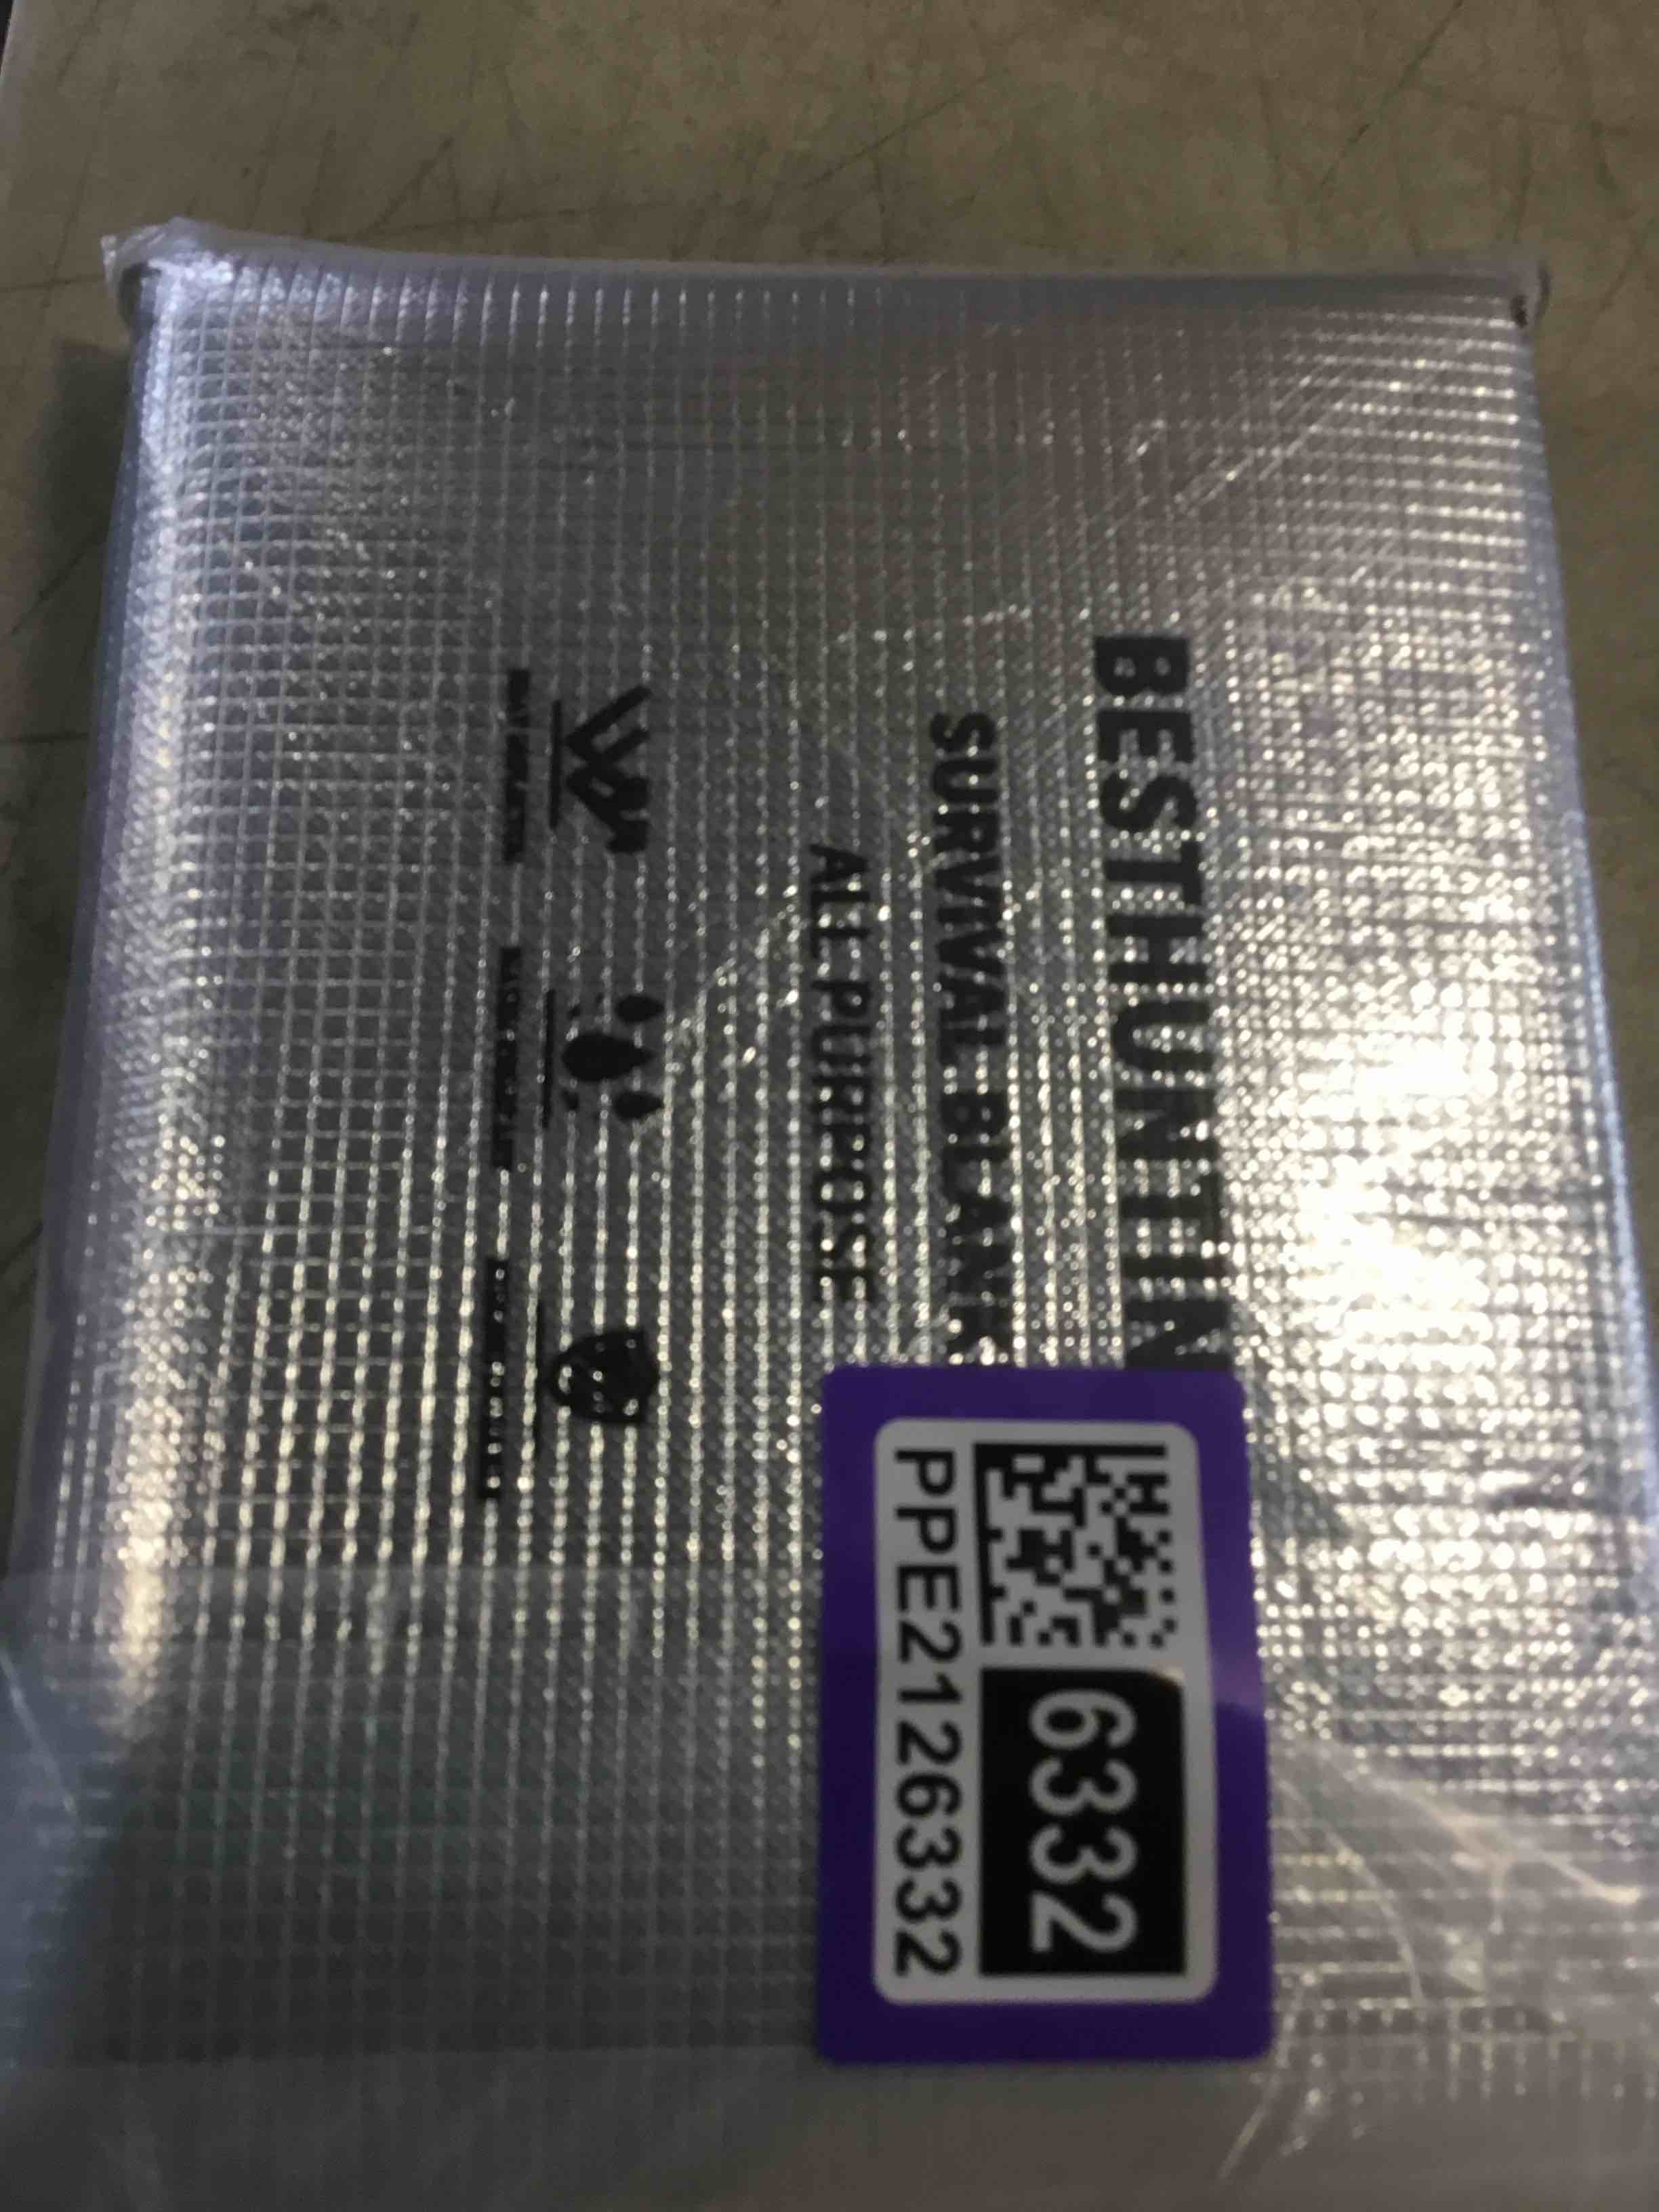 BESTHUNTIN
SURVIVAL BLANK
ALL PURPOSE
6332
PPE2126332